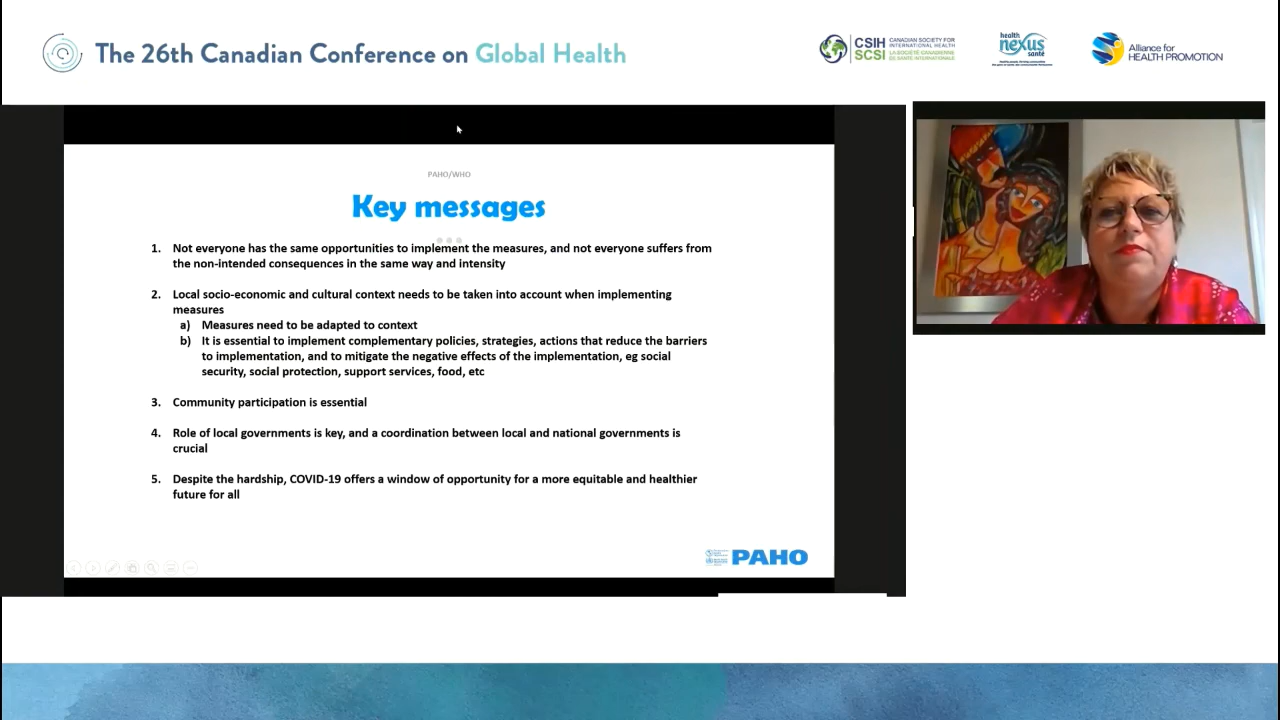 The 26th Canadian Conference on Global Health
CSIH
SCSI
CANADIAN SOCIETY FOR
INTERNATIONAL HEALTH
LA SOCIÉTÉ CANADIENNE
DE SANTÉ INTERNATIONALE
health
nexus
santé
Alliance for
HEALTH PROMOTION
PAHO/WHO
Key messages
1. Not everyone has the same opportunities to implement the measures, and not everyone suffers from
the non-intended consequences in the same way and intensity
2. Local socio-economic and cultural context needs to be taken into account when implementing
measures
a) Measures need to be adapted to context
b) It is essential to implement complementary policies, strategies, actions that reduce the barriers
to implementation, and to mitigate the negative effects of the implementation, eg social
security, social protection, support services, food, etc
3. Community participation is essential
4. Role of local governments is key, and a coordination between local and national governments is
crucial
5. Despite the hardship, COVID-19 offers a window of opportunity for a more equitable and healthier
future for all
PAHO